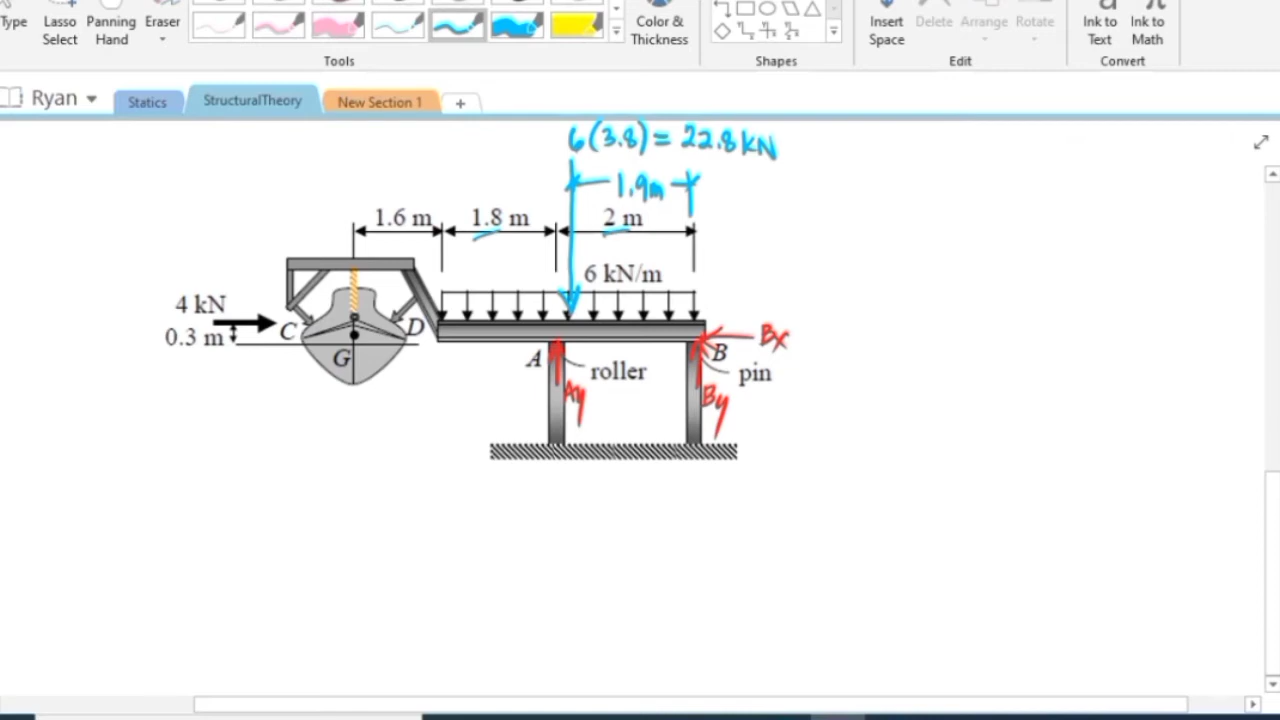 Type
Lasso Select
Panning Hand
Eraser
Color & Thickness
Insert Space
Delete
Arrange
Rotate
Ink to Text
Ink to Math
Tools
Shapes
Edit
Convert
Ryan
Statics
StructuralTheory
New Section 1
+
6(3.8) = 22.8 kN
1.9m
1.6 m
1.8 m
2 m
6 kN/m
4 kN
0.3 m
C
D
G
A
roller
Ay
B
Bx
pin
By